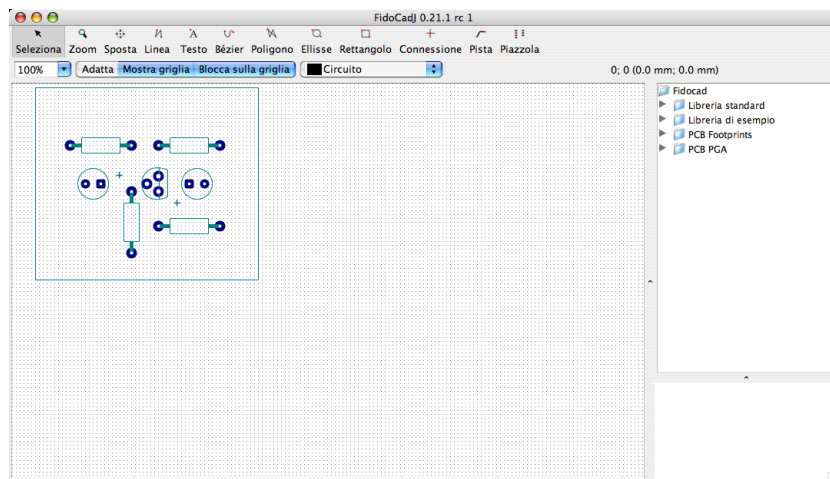 FidoCadJ 0.21.1 rc 1
Seleziona Zoom Sposta Linea Testo Bézier Poligono Ellisse Rettangolo Connessione Pista Piazzola
100% Adatta Mostra griglia Blocca sulla griglia Circuito 0; 0 (0.0 mm; 0.0 mm)
Fidocad
Libreria standard
Libreria di esempio
PCB Footprints
PCB PGA